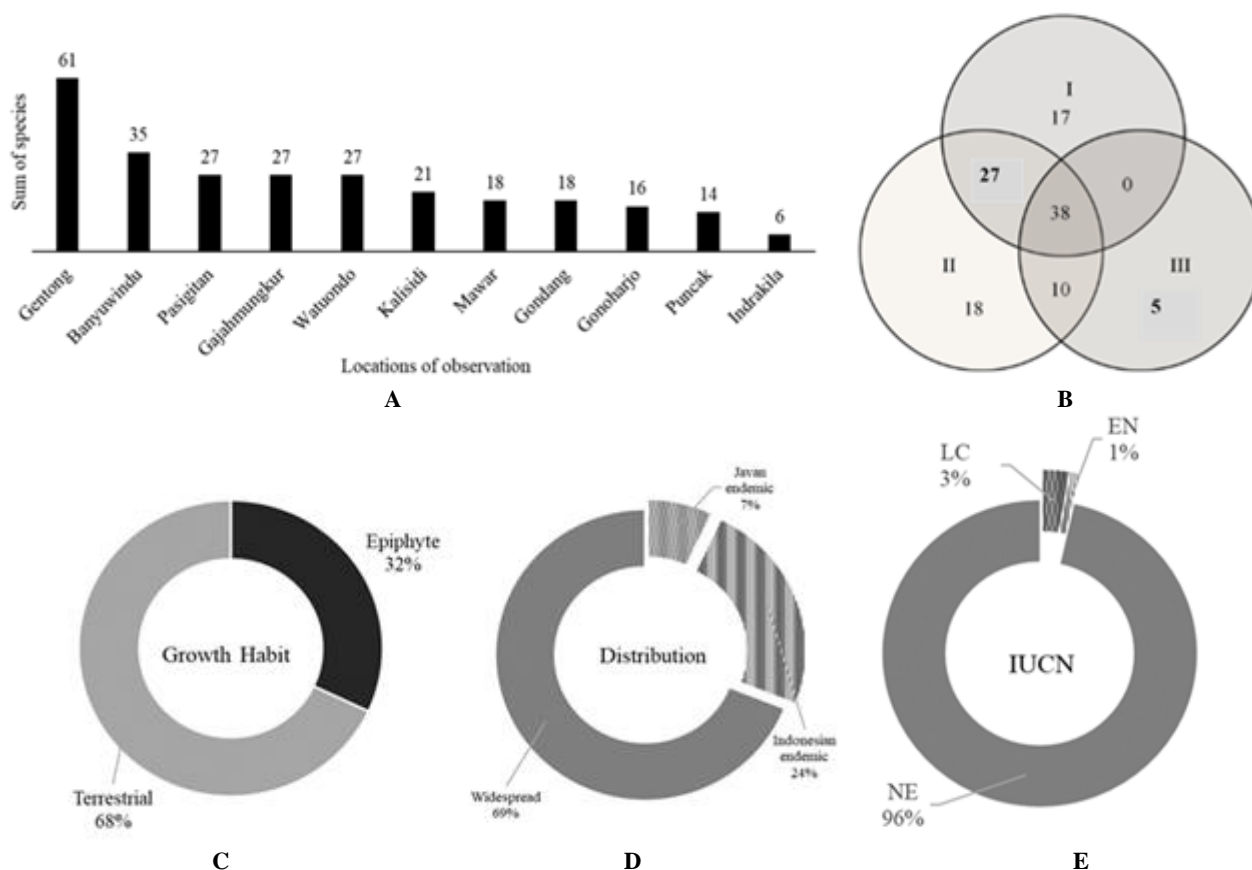 61
35
27
27
27
21
18
18
16
14
6
Sum of species
Gentong
Banyuwindu
Pasigitan
Gajahmungkur
Watuondo
Kalisidi
Mawar
Gondang
Gonoharjo
Puncak
Indrakila
Locations of observation
A
I
17
27
0
38
II
III
10
18
5
B
Epiphyte
32%
Growth Habit
Terrestrial
68%
C
Javan
endemic
7%
Distribution
Indonesian
endemic
24%
Widespread
69%
D
EN
1%
LC
3%
IUCN
NE
96%
E